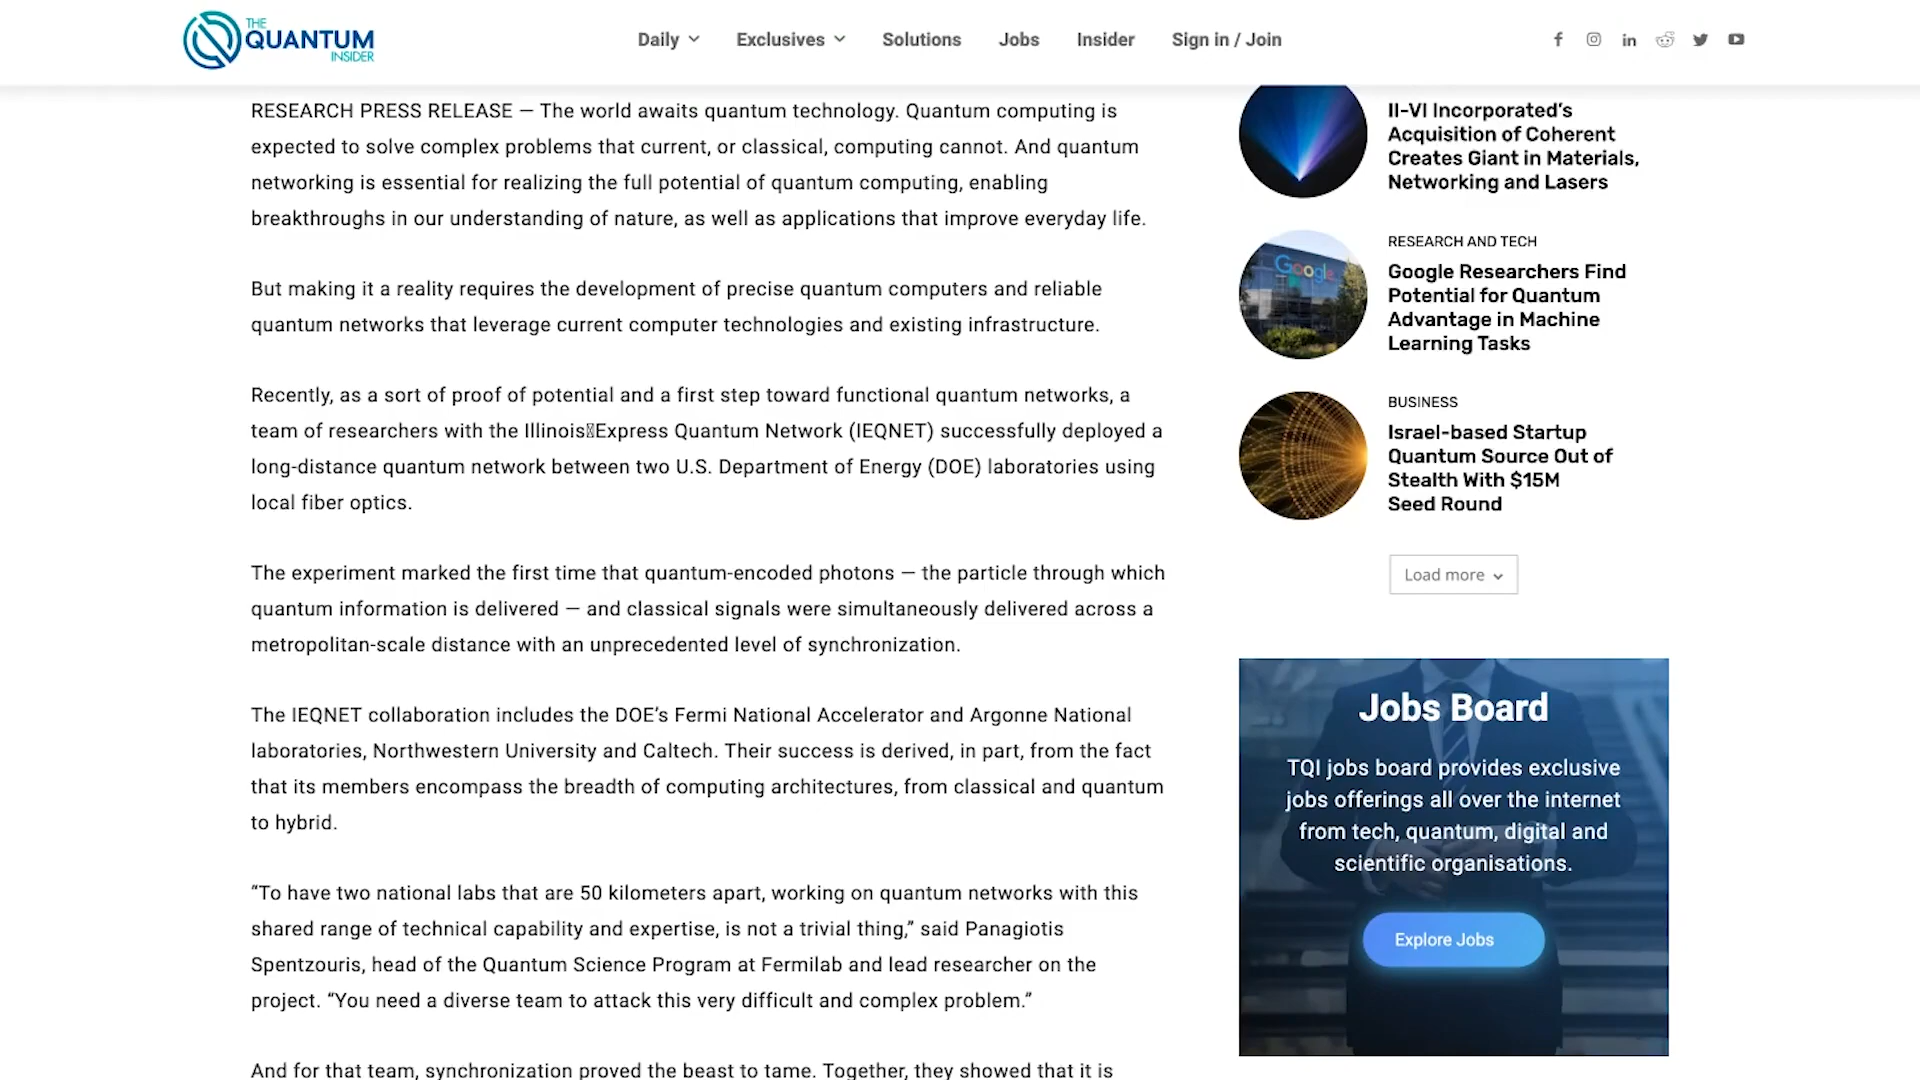 THE
QUANTUM
INSIDER
Daily
Exclusives
Solutions
Jobs
Insider
Sign in / Join
RESEARCH PRESS RELEASE — The world awaits quantum technology. Quantum computing is
expected to solve complex problems that current, or classical, computing cannot. And quantum
networking is essential for realizing the full potential of quantum computing, enabling
breakthroughs in our understanding of nature, as well as applications that improve everyday life.
But making it a reality requires the development of precise quantum computers and reliable
quantum networks that leverage current computer technologies and existing infrastructure.
Recently, as a sort of proof of potential and a first step toward functional quantum networks, a
team of researchers with the Illinois▯Express Quantum Network (IEQNET) successfully deployed a
long-distance quantum network between two U.S. Department of Energy (DOE) laboratories using
local fiber optics.
The experiment marked the first time that quantum-encoded photons — the particle through which
quantum information is delivered — and classical signals were simultaneously delivered across a
metropolitan-scale distance with an unprecedented level of synchronization.
The IEQNET collaboration includes the DOE’s Fermi National Accelerator and Argonne National
laboratories, Northwestern University and Caltech. Their success is derived, in part, from the fact
that its members encompass the breadth of computing architectures, from classical and quantum
to hybrid.
“To have two national labs that are 50 kilometers apart, working on quantum networks with this
shared range of technical capability and expertise, is not a trivial thing,” said Panagiotis
Spentzouris, head of the Quantum Science Program at Fermilab and lead researcher on the
project. “You need a diverse team to attack this very difficult and complex problem.”
And for that team, synchronization proved the beast to tame. Together, they showed that it is
II-VI Incorporated’s
Acquisition of Coherent
Creates Giant in Materials,
Networking and Lasers
Google
RESEARCH AND TECH
Google Researchers Find
Potential for Quantum
Advantage in Machine
Learning Tasks
BUSINESS
Israel-based Startup
Quantum Source Out of
Stealth With $15M
Seed Round
Load more
Jobs Board
TQI jobs board provides exclusive
jobs offerings all over the internet
from tech, quantum, digital and
scientific organisations.
Explore Jobs